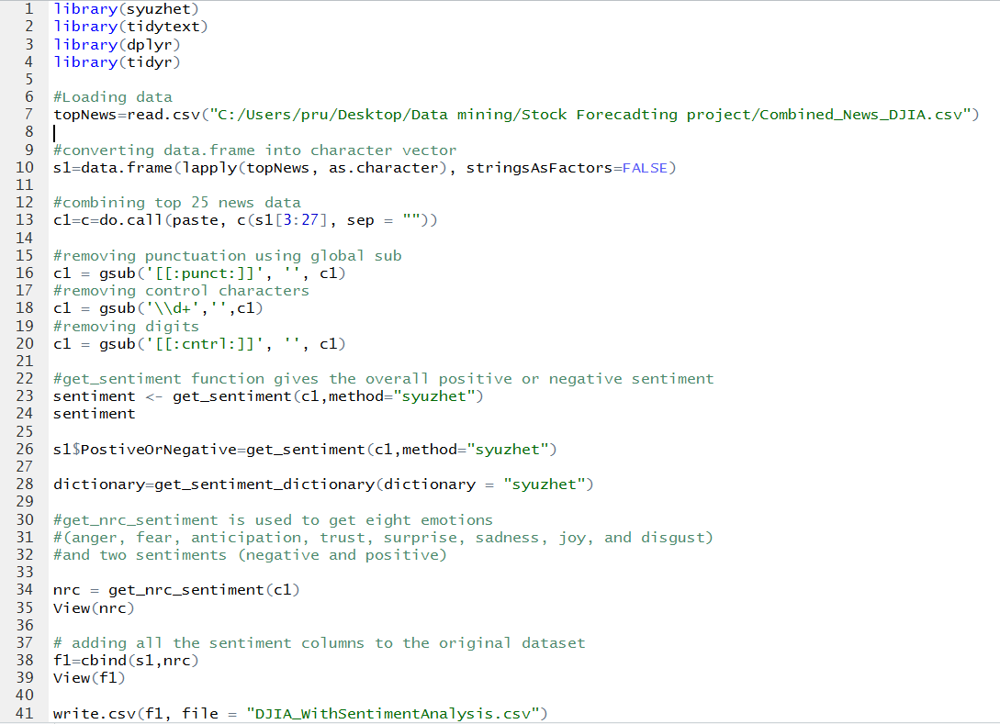 1 library(syuzhet)
2 library(tidytext)
3 library(dplyr)
4 library(tidyr)
5
6 #Loading data
7 topNews=read.csv("C:/Users/pru/Desktop/Data mining/Stock Forecadting project/Combined_News_DJIA.csv")
8
9 #converting data.frame into character vector
10 s1=data.frame(lapply(topNews, as.character), stringsAsFactors=FALSE)
11
12 #combining top 25 news data
13 c1=c=do.call(paste, c(s1[3:27], sep = ""))
14
15 #removing punctuation using global sub
16 c1 = gsub('[[:punct:]]', '', c1)
17 #removing control characters
18 c1 = gsub('\\d+','',c1)
19 #removing digits
20 c1 = gsub('[[:cntrl:]]', '', c1)
21
22 #get_sentiment function gives the overall positive or negative sentiment
23 sentiment <- get_sentiment(c1,method="syuzhet")
24 sentiment
25
26 s1$PostiveOrNegative=get_sentiment(c1,method="syuzhet")
27
28 dictionary=get_sentiment_dictionary(dictionary = "syuzhet")
29
30 #get_nrc_sentiment is used to get eight emotions
31 #(anger, fear, anticipation, trust, surprise, sadness, joy, and disgust)
32 #and two sentiments (negative and positive)
33
34 nrc = get_nrc_sentiment(c1)
35 View(nrc)
36
37 # adding all the sentiment columns to the original dataset
38 f1=cbind(s1,nrc)
39 View(f1)
40
41 write.csv(f1, file = "DJIA_WithSentimentAnalysis.csv")